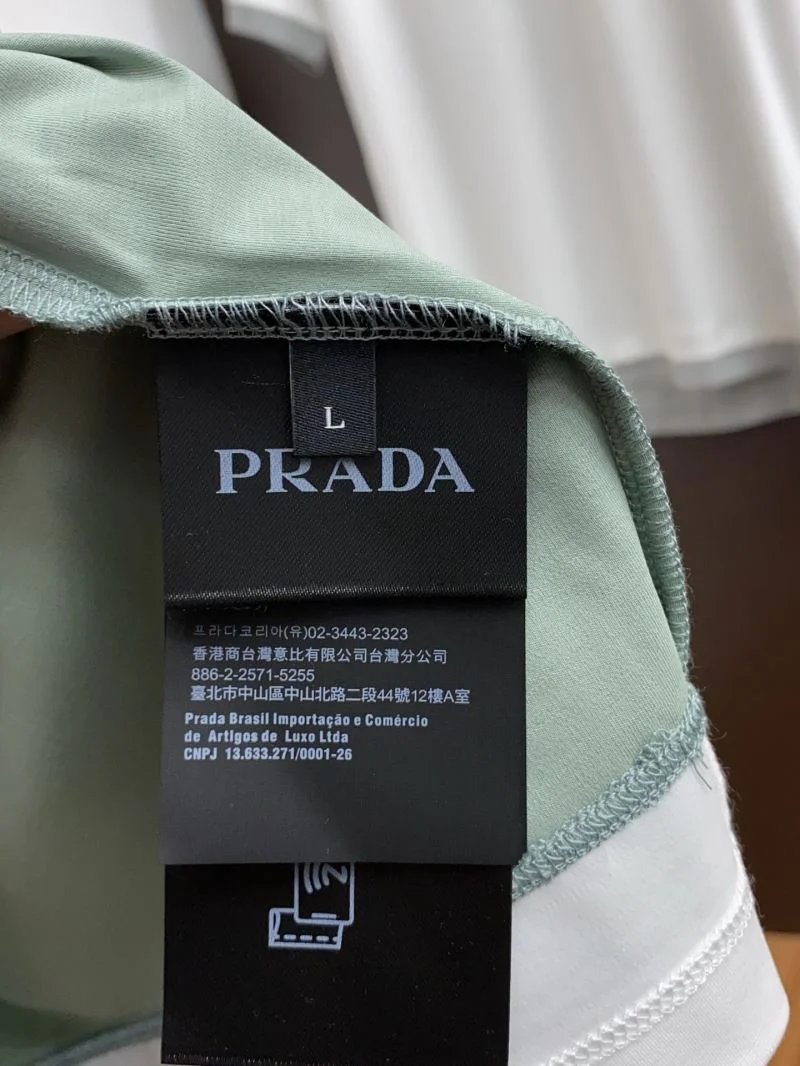 L
PRADA
프라다코리아(유)02-3443-2323
香港商台灣意比有限公司台灣分公司
886-2-2571-5255
臺北市中山區中山北路二段44號12樓A室
Prada Brasil Importação e Comércio
de Artigos de Luxo Ltda
CNPJ 13.633.271/0001-26